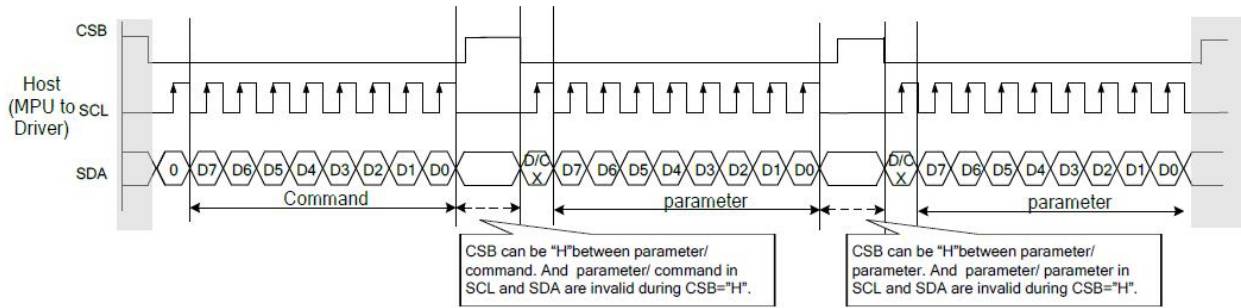 CSB
Host
(MPU to
Driver)
SCL
SDA
0 D7 D6 D5 D4 D3 D2 D1 D0 D/C X D7 D6 D5 D4 D3 D2 D1 D0 D/C X D7 D6 D5 D4 D3 D2 D1 D0
Command
parameter
parameter
CSB can be “H”between parameter/
command. And parameter/ command in
SCL and SDA are invalid during CSB=”H”.
CSB can be “H”between parameter/
parameter. And parameter/ parameter in
SCL and SDA are invalid during CSB=”H”.